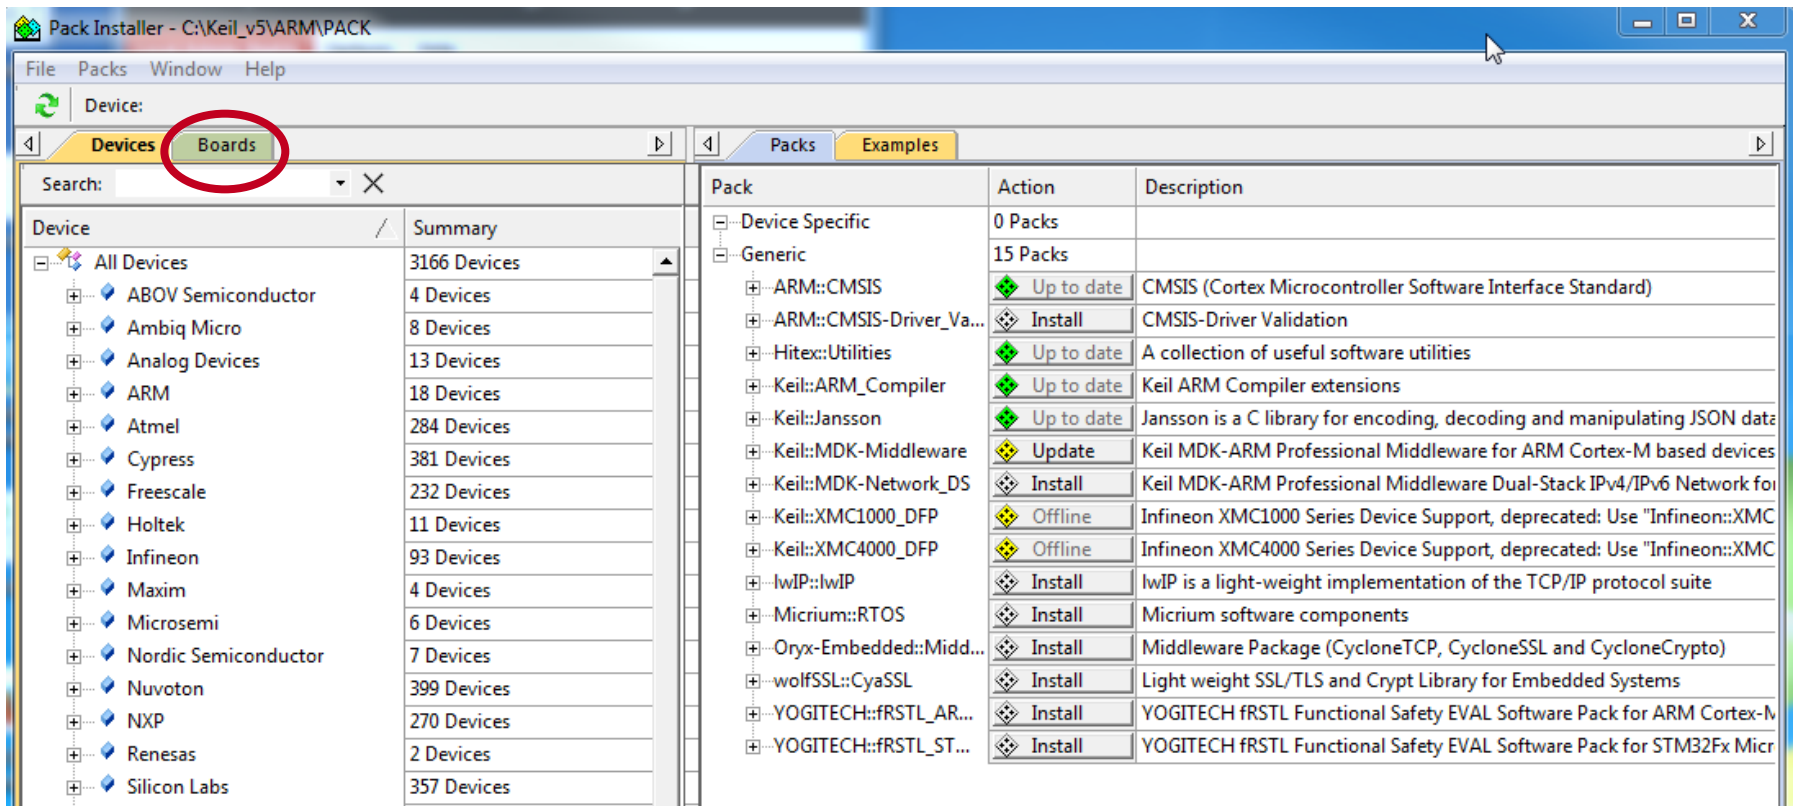 Pack Installer - C:\Keil_v5\ARM\PACK
File Packs Window Help
Device:
Devices Boards
Search:
Device Summary
All Devices 3166 Devices
ABOV Semiconductor 4 Devices
Ambiq Micro 8 Devices
Analog Devices 13 Devices
ARM 18 Devices
Atmel 284 Devices
Cypress 381 Devices
Freescale 232 Devices
Holtek 11 Devices
Infineon 93 Devices
Maxim 4 Devices
Microsemi 6 Devices
Nordic Semiconductor 7 Devices
Nuvoton 399 Devices
NXP 270 Devices
Renesas 2 Devices
Silicon Labs 357 Devices
Packs Examples
Pack Action Description
Device Specific 0 Packs
Generic 15 Packs
ARM::CMSIS Up to date CMSIS (Cortex Microcontroller Software Interface Standard)
ARM::CMSIS-Driver_Va... Install CMSIS-Driver Validation
Hitex::Utilities Up to date A collection of useful software utilities
Keil::ARM_Compiler Up to date Keil ARM Compiler extensions
Keil::Jansson Up to date Jansson is a C library for encoding, decoding and manipulating JSON data
Keil::MDK-Middleware Update Keil MDK-ARM Professional Middleware for ARM Cortex-M based devices
Keil::MDK-Network_DS Install Keil MDK-ARM Professional Middleware Dual-Stack IPv4/IPv6 Network for
Keil::XMC1000_DFP Offline Infineon XMC1000 Series Device Support, deprecated: Use "Infineon::XMC
Keil::XMC4000_DFP Offline Infineon XMC4000 Series Device Support, deprecated: Use "Infineon::XMC
lwIP::lwIP Install lwIP is a light-weight implementation of the TCP/IP protocol suite
Micrium::RTOS Install Micrium software components
Oryx-Embedded::Midd... Install Middleware Package (CycloneTCP, CycloneSSL and CycloneCrypto)
wolfSSL::CyaSSL Install Light weight SSL/TLS and Crypt Library for Embedded Systems
YOGITECH::fRSTL_AR... Install YOGITECH fRSTL Functional Safety EVAL Software Pack for ARM Cortex-M
YOGITECH::fRSTL_ST... Install YOGITECH fRSTL Functional Safety EVAL Software Pack for STM32Fx Micr